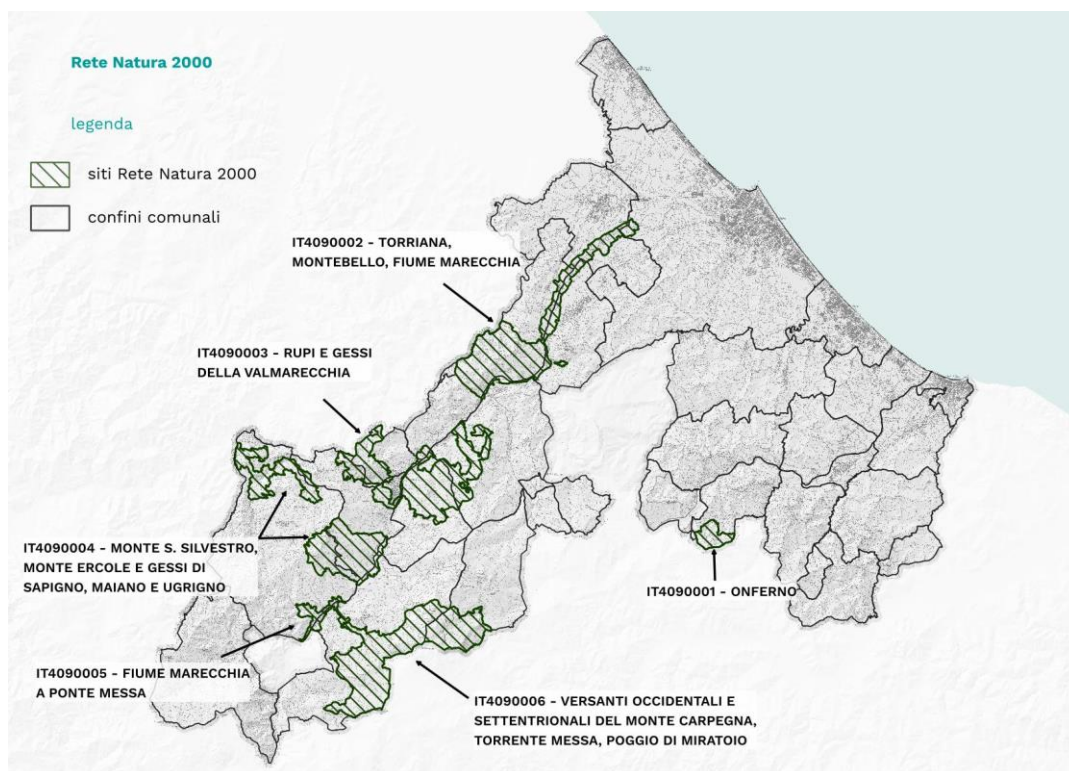 Rete Natura 2000
legenda
siti Rete Natura 2000
confini comunali
IT4090002 - TORRIANA,
MONTEBELLO, FIUME MARECCHIA
IT4090003 - RUPI E GESSI
DELLA VALMARECCHIA
IT4090004 - MONTE S. SILVESTRO,
MONTE ERCOLE E GESSI DI
SAPIGNO, MAIANO E UGRIGNO
IT4090001 - ONFERNO
IT4090005 - FIUME MARECCHIA
A PONTE MESSA
IT4090006 - VERSANTI OCCIDENTALI E
SETTENTRIONALI DEL MONTE CARPEGNA,
TORRENTE MESSA, POGGIO DI MIRATOIO